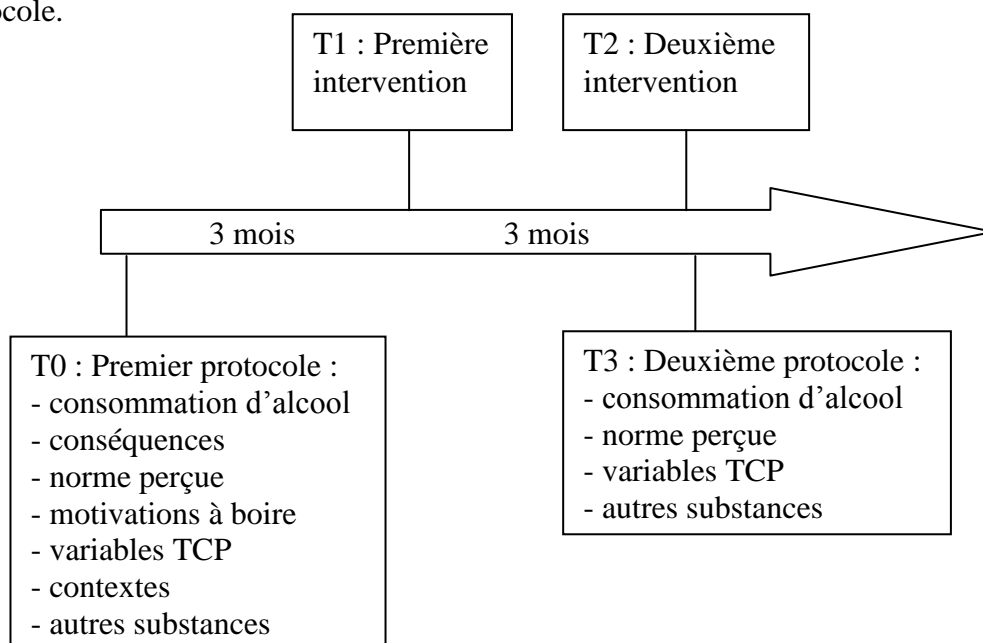 ocole.
T1 : Première
intervention
T2 : Deuxième
intervention
3 mois
3 mois
T0 : Premier protocole :
- consommation d’alcool
- conséquences
- norme perçue
- motivations à boire
- variables TCP
- contextes
- autres substances
T3 : Deuxième protocole :
- consommation d’alcool
- norme perçue
- variables TCP
- autres substances